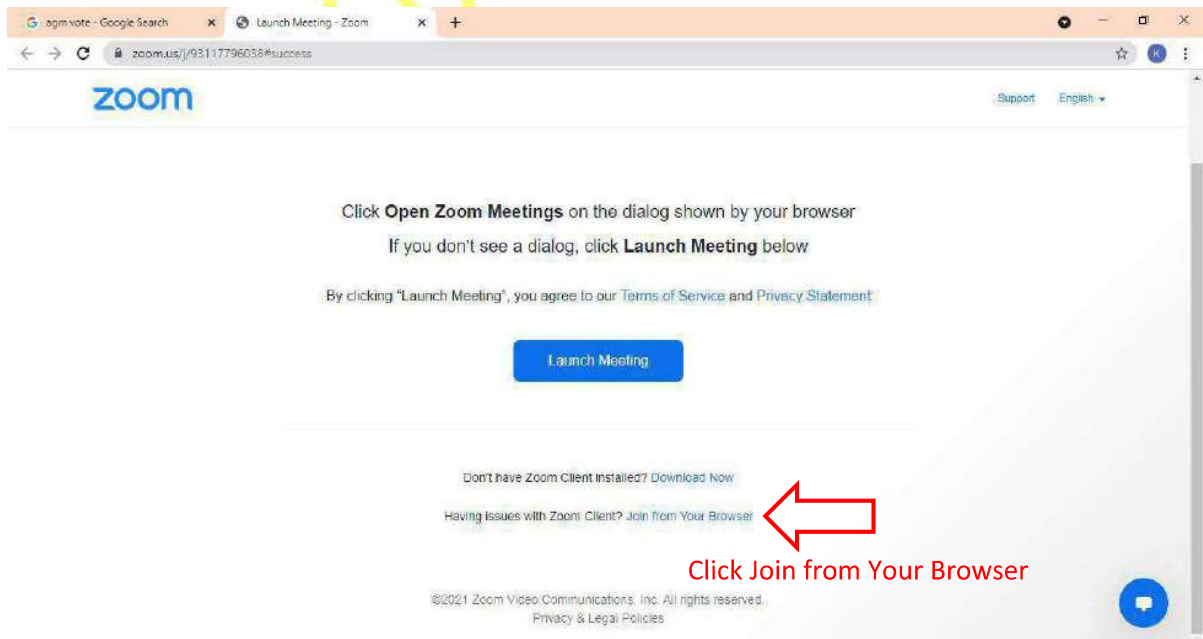 agm vote - Google Search
Launch Meeting - Zoom
zoom.us/j/93117796038#success
K
zoom
Support English
Click Open Zoom Meetings on the dialog shown by your browser
If you don't see a dialog, click Launch Meeting below
By clicking "Launch Meeting", you agree to our Terms of Service and Privacy Statement
Launch Meeting
Don't have Zoom Client installed? Download Now
Having issues with Zoom Client? Join from Your Browser
Click Join from Your Browser
©2021 Zoom Video Communications, Inc. All rights reserved.
Privacy & Legal Policies